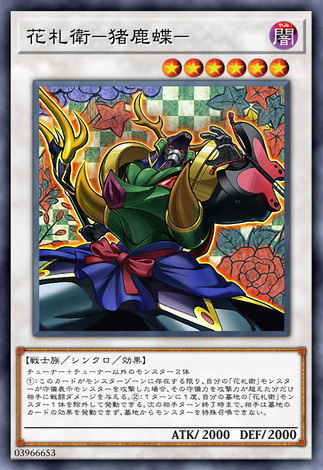 花札衛－猪鹿蝶－
やみ
闇
【戦士族／シンクロ／効果】
チューナー＋チューナー以外のモンスター２体
①：このカードがモンスターゾーンに存在する限り、自分の「花札衛」モンスタ
ーが守備表示モンスターを攻撃した場合、その守備力を攻撃力が超えた分だけ
相手に戦闘ダメージを与える。②：１ターンに１度、自分の墓地の「花札衛」モン
スター１体を除外して発動できる。次の相手ターン終了時まで、相手は墓地の
カードの効果を発動できず、墓地からモンスターを特殊召喚できない。
ATK/ 2000 DEF/ 2000
03966653